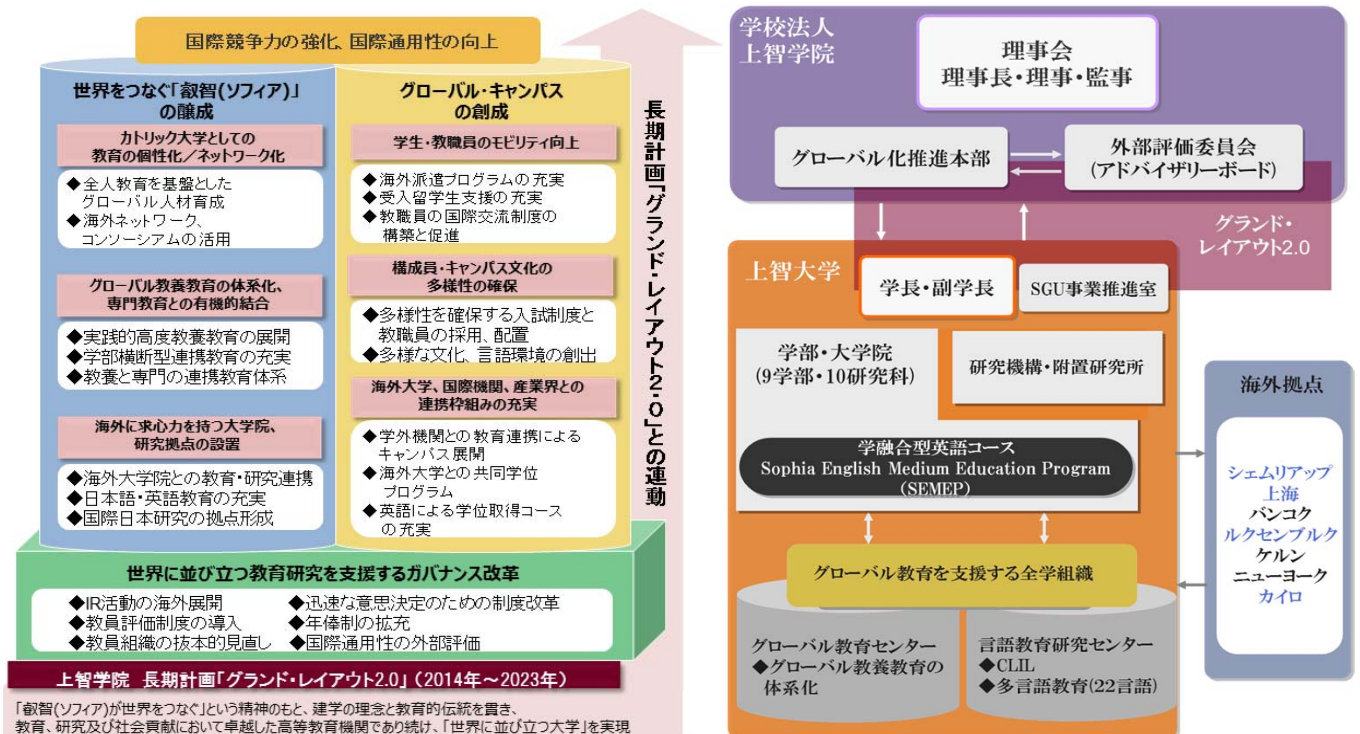 国際競争力の強化、国際通用性の向上
世界をつなぐ「叡智(ソフィア)」
の醸成
カトリック大学としての
教育の個性化／ネットワーク化
◆全人教育を基盤とした
グローバル人材育成
◆海外ネットワーク、
コンソーシアムの活用
グローバル教養教育の体系化、
専門教育との有機的結合
◆実践的高度教養教育の展開
◆学部横断型連携教育の充実
◆教養と専門の連携教育体系
海外に求心力を持つ大学院、
研究拠点の設置
◆海外大学院との教育・研究連携
◆日本語・英語教育の充実
◆国際日本研究の拠点形成
グローバル・キャンパス
の創成
学生・教職員のモビリティ向上
◆海外派遣プログラムの充実
◆受入留学生支援の充実
◆教職員の国際交流制度の
構築と促進
構成員・キャンパス文化の
多様性の確保
◆多様性を確保する入試制度と
教職員の採用、配置
◆多様な文化、言語環境の創出
海外大学、国際機関、産業界との
連携枠組みの充実
◆学外機関との教育連携による
キャンパス展開
◆海外大学との共同学位
プログラム
◆英語による学位取得コース
の充実
長期計画「グランド・レイアウト2.0」との連動
世界に並び立つ教育研究を支援するガバナンス改革
◆IR活動の海外展開
◆教員評価制度の導入
◆教員組織の抜本的見直し
◆迅速な意思決定のための制度改革
◆年俸制の拡充
◆国際通用性の外部評価
上智学院 長期計画「グランド・レイアウト2.0」（2014年～2023年）
「叡智(ソフィア)が世界をつなぐ」という精神のもと、建学の理念と教育的伝統を貫き、
教育、研究及び社会貢献において卓越した高等教育機関であり続け、「世界に並び立つ大学」を実現
学校法人
上智学院
理事会
理事長・理事・監事
グローバル化推進本部
外部評価委員会
(アドバイザリーボード)
グランド・
レイアウト2.0
上智大学
学長・副学長
SGU事業推進室
学部・大学院
(9学部・10研究科)
研究機構・附置研究所
学融合型英語コース
Sophia English Medium Education Program
(SEMEP)
グローバル教育を支援する全学組織
グローバル教育センター
◆グローバル教養教育の
体系化
言語教育研究センター
◆CLIL
◆多言語教育(22言語)
海外拠点
シェムリアップ
上海
バンコク
ルクセンブルク
ケルン
ニューヨーク
カイロ